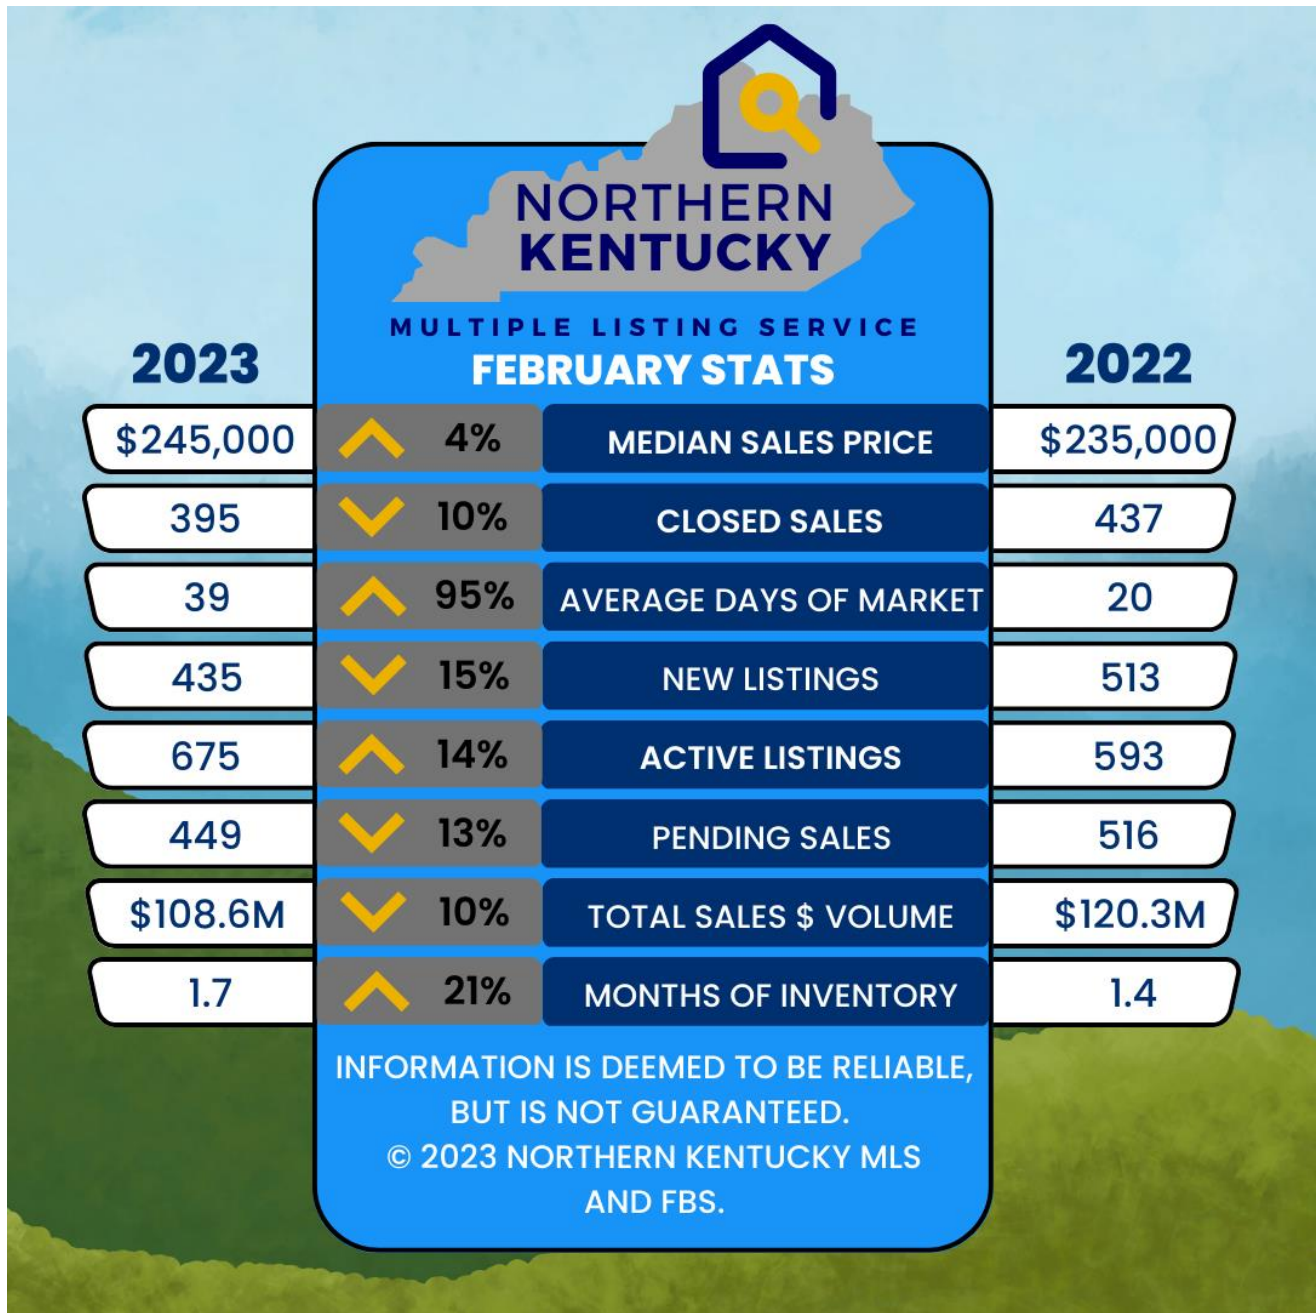 NORTHERN
KENTUCKY
MULTIPLE LISTING SERVICE
2023 FEBRUARY STATS 2022
$245,000 4% MEDIAN SALES PRICE $235,000
395 10% CLOSED SALES 437
39 95% AVERAGE DAYS OF MARKET 20
435 15% NEW LISTINGS 513
675 14% ACTIVE LISTINGS 593
449 13% PENDING SALES 516
$108.6M 10% TOTAL SALES $ VOLUME $120.3M
1.7 21% MONTHS OF INVENTORY 1.4
INFORMATION IS DEEMED TO BE RELIABLE,
BUT IS NOT GUARANTEED.
© 2023 NORTHERN KENTUCKY MLS
AND FBS.